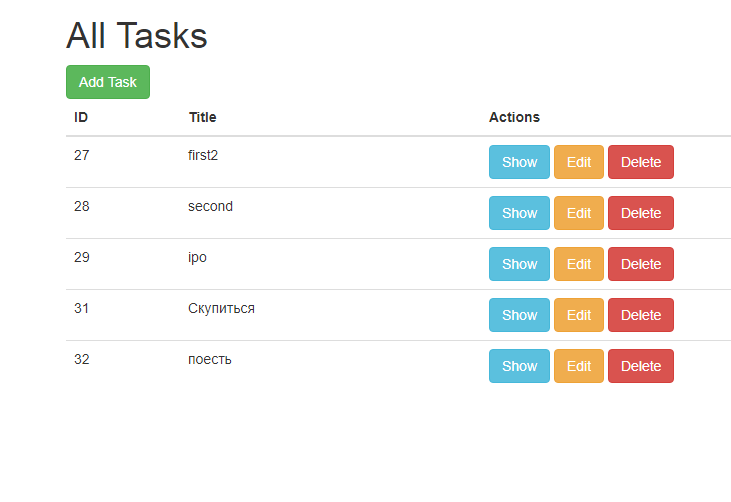 All Tasks
Add Task
ID Title Actions
27 first2 Show Edit Delete
28 second Show Edit Delete
29 ipo Show Edit Delete
31 Скупиться Show Edit Delete
32 поесть Show Edit Delete